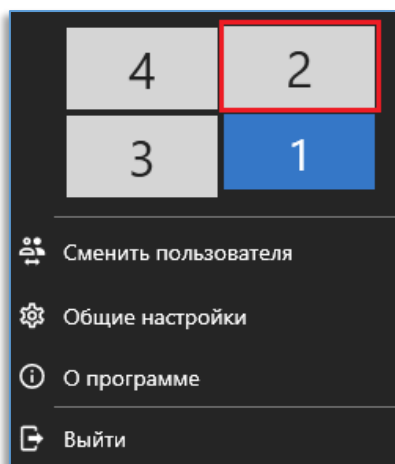 4 2
3 1
Сменить пользователя
Общие настройки
О программе
Выйти